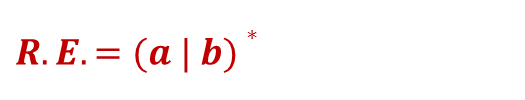 R.E.= (a | b) *